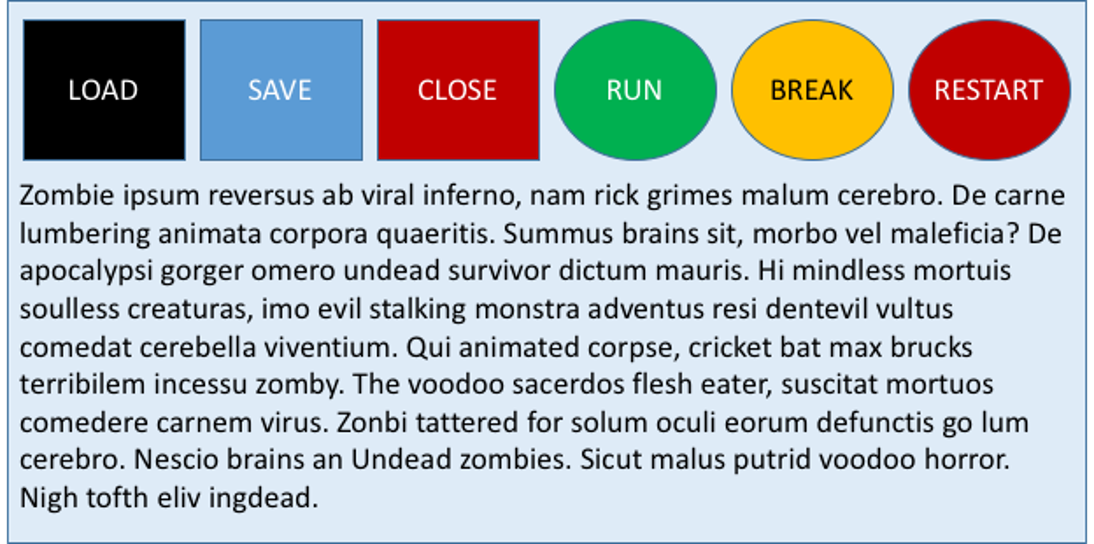 LOAD SAVE CLOSE RUN BREAK RESTART
Zombie ipsum reversus ab viral inferno, nam rick grimes malum cerebro. De carne
lumbering animata corpora quaeritis. Summus brains sit, morbo vel maleficia? De
apocalypsi gorger omero undead survivor dictum mauris. Hi mindless mortuis
soulless creaturas, imo evil stalking monstra adventus resi dentevil vultus
comedat cerebella viventium. Qui animated corpse, cricket bat max brucks
terribilem incessu zomby. The voodoo sacerdos flesh eater, suscitat mortuos
comedere carnem virus. Zonbi tattered for solum oculi eorum defunctis go lum
cerebro. Nescio brains an Undead zombies. Sicut malus putrid voodoo horror.
Nigh tofth eliv ingdead.